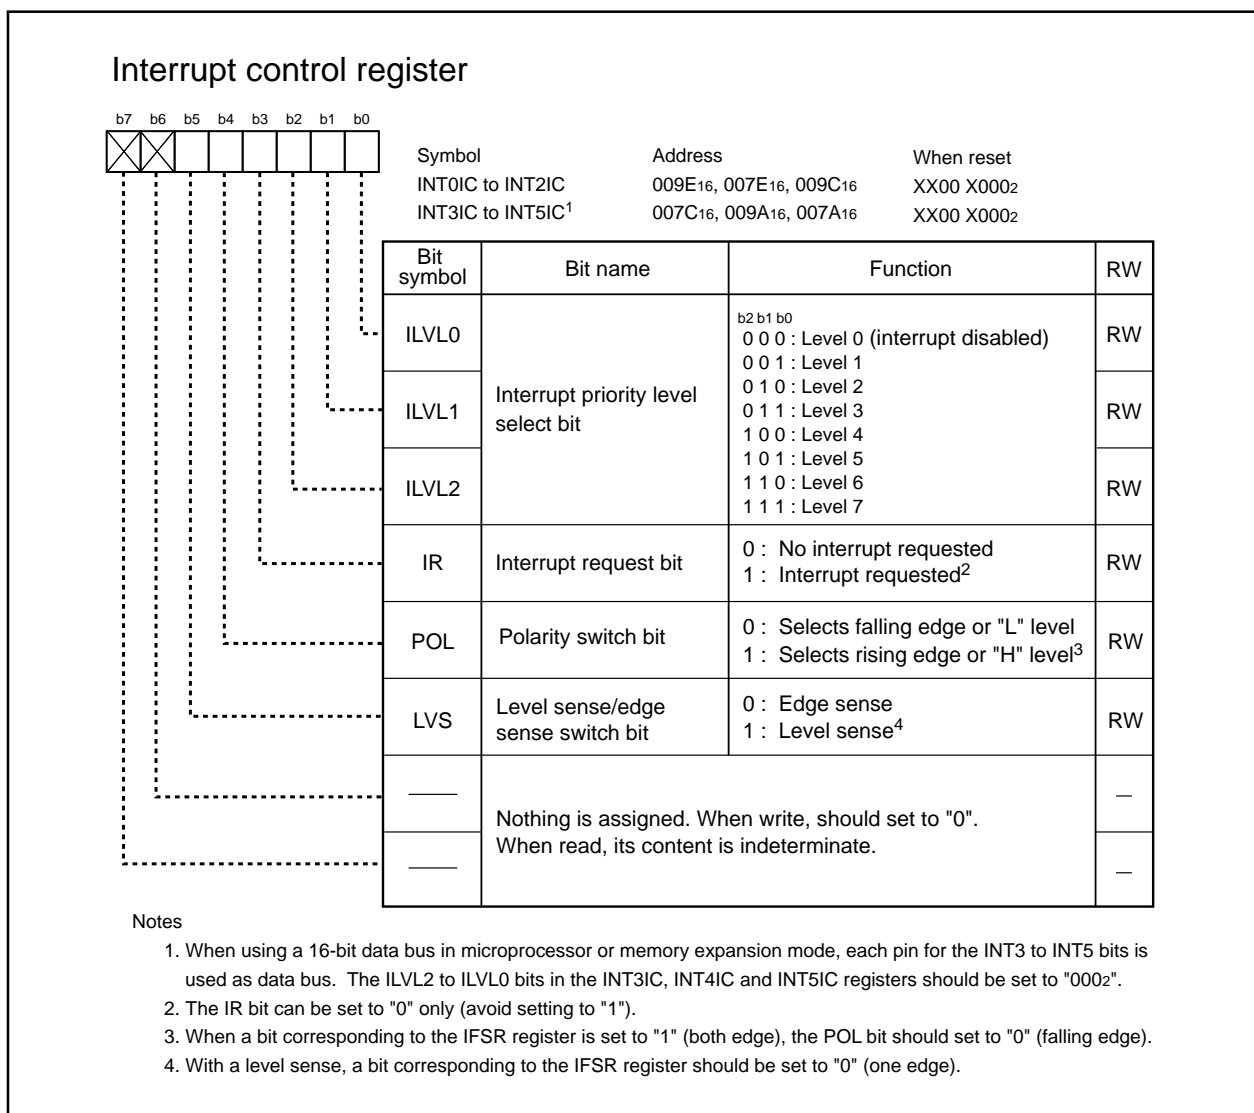 Interrupt control register
b7 b6 b5 b4 b3 b2 b1 b0
Symbol Address When reset
INT0IC to INT2IC 009E16, 007E16, 009C16 XX00 X0002
INT3IC to INT5IC1 007C16, 009A16, 007A16 XX00 X0002
Bit symbol Bit name Function RW
ILVL0 RW
ILVL1 RW
ILVL2 RW
Interrupt priority level
select bit
b2 b1 b0
0 0 0 : Level 0 (interrupt disabled)
0 0 1 : Level 1
0 1 0 : Level 2
0 1 1 : Level 3
1 0 0 : Level 4
1 0 1 : Level 5
1 1 0 : Level 6
1 1 1 : Level 7
IR Interrupt request bit RW
0 : No interrupt requested
1 : Interrupt requested2
POL Polarity switch bit RW
0 : Selects falling edge or "L" level
1 : Selects rising edge or "H" level3
LVS RW
Level sense/edge
sense switch bit
0 : Edge sense
1 : Level sense4
Nothing is assigned. When write, should set to "0".
When read, its content is indeterminate.
Notes
1. When using a 16-bit data bus in microprocessor or memory expansion mode, each pin for the INT3 to INT5 bits is
used as data bus. The ILVL2 to ILVL0 bits in the INT3IC, INT4IC and INT5IC registers should be set to "0002".
2. The IR bit can be set to "0" only (avoid setting to "1").
3. When a bit corresponding to the IFSR register is set to "1" (both edge), the POL bit should set to "0" (falling edge).
4. With a level sense, a bit corresponding to the IFSR register should be set to "0" (one edge).